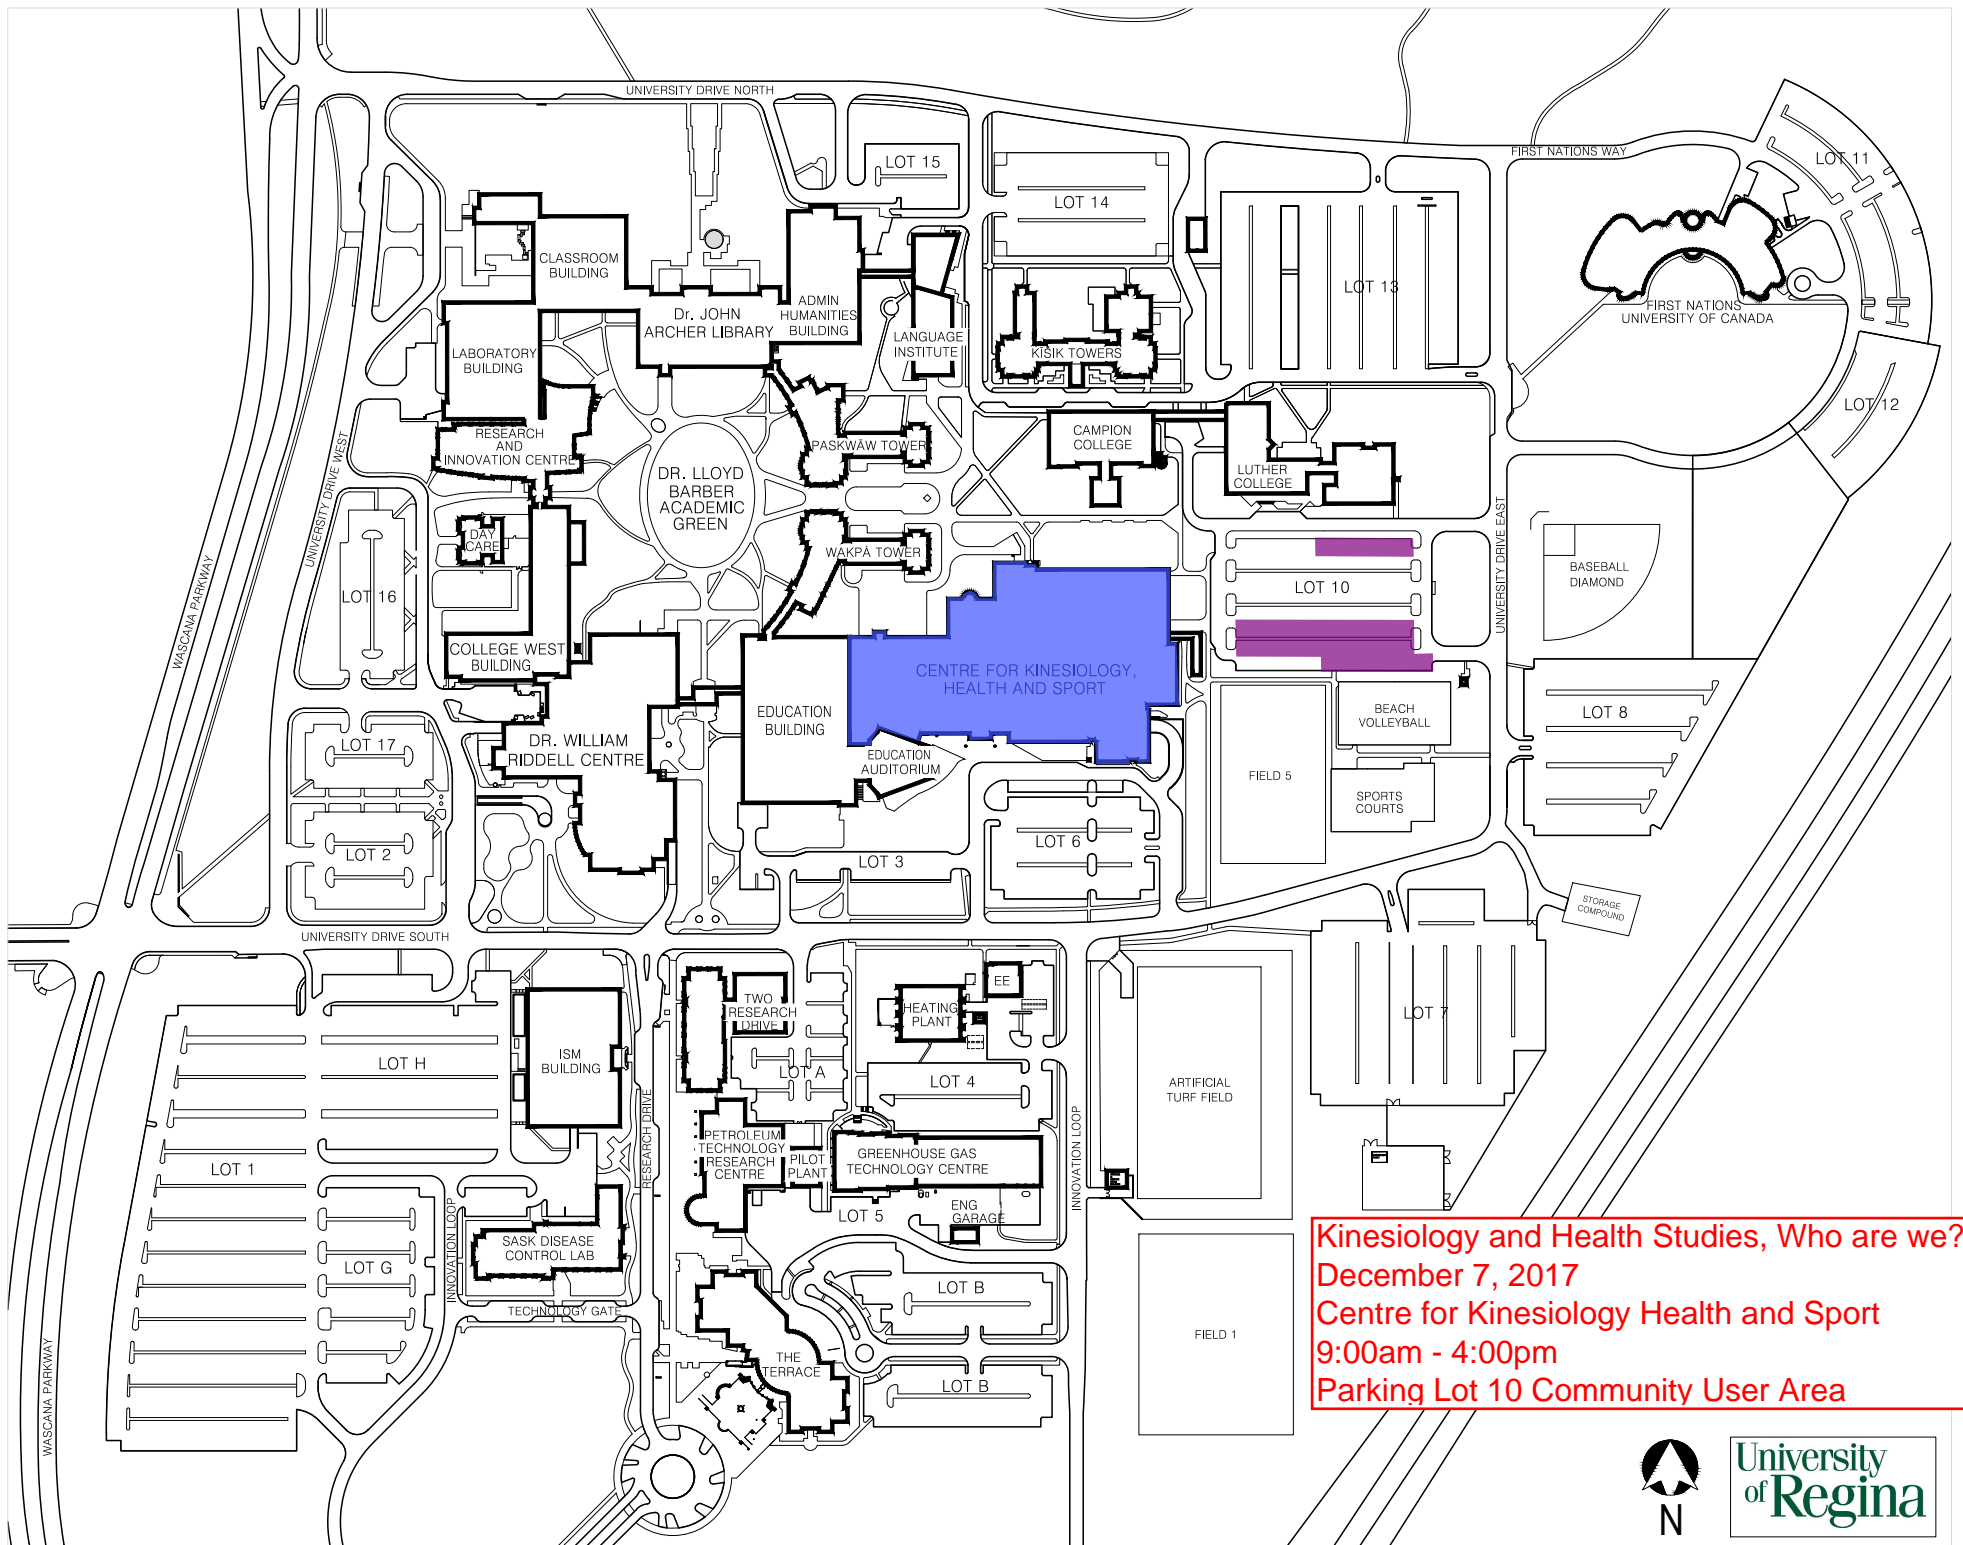 UNIVERSITY DRIVE NORTH
FIRST NATIONS WAY
LOT 15
LOT 11
LOT 14
CLASSROOM
BUILDING
LOT 13
ADMIN
HUMANITIES
BUILDING
Dr. JOHN
ARCHER LIBRARY
FIRST NATIONS
UNIVERSITY OF CANADA
LANGUAGE
INSTITUTE
KĪSIK TOWERS
LABORATORY
BUILDING
LOT 12
RESEARCH
AND
INNOVATION CENTRE
PASKWĀW TOWER
CAMPION
COLLEGE
LUTHER
COLLEGE
DR. LLOYD
BARBER
ACADEMIC
GREEN
UNIVERSITY DRIVE WEST
UNIVERSITY DRIVE EAST
DAY
CARE
WAKPĀ TOWER
BASEBALL
DIAMOND
LOT 10
LOT 16
WASCANA PARKWAY
COLLEGE WEST
BUILDING
CENTRE FOR KINESIOLOGY,
HEALTH AND SPORT
EDUCATION
BUILDING
BEACH
VOLLEYBALL
LOT 8
LOT 17
DR. WILLIAM
RIDDELL CENTRE
EDUCATION
AUDITORIUM
FIELD 5
SPORTS
COURTS
LOT 2
LOT 3
LOT 6
STORAGE
COMPOUND
UNIVERSITY DRIVE SOUTH
TWO
RESEARCH
DRIVE
EE
HEATING
PLANT
LOT 7
LOT H
ISM
BUILDING
LOT A
LOT 4
ARTIFICIAL
TURF FIELD
RESEARCH DRIVE
INNOVATION LOOP
PETROLEUM
TECHNOLOGY
RESEARCH
CENTRE
PILOT
PLANT
GREENHOUSE GAS
TECHNOLOGY CENTRE
LOT 1
LOT 5
ENG
GARAGE
INNOVATION LOOP
SASK DISEASE
CONTROL LAB
LOT G
LOT B
TECHNOLOGY GATE
FIELD 1
THE
TERRACE
LOT B
WASCANA PARKWAY
Kinesiology and Health Studies, Who are we?
December 7, 2017
Centre for Kinesiology Health and Sport
9:00am - 4:00pm
Parking Lot 10 Community User Area
N
University
of Regina